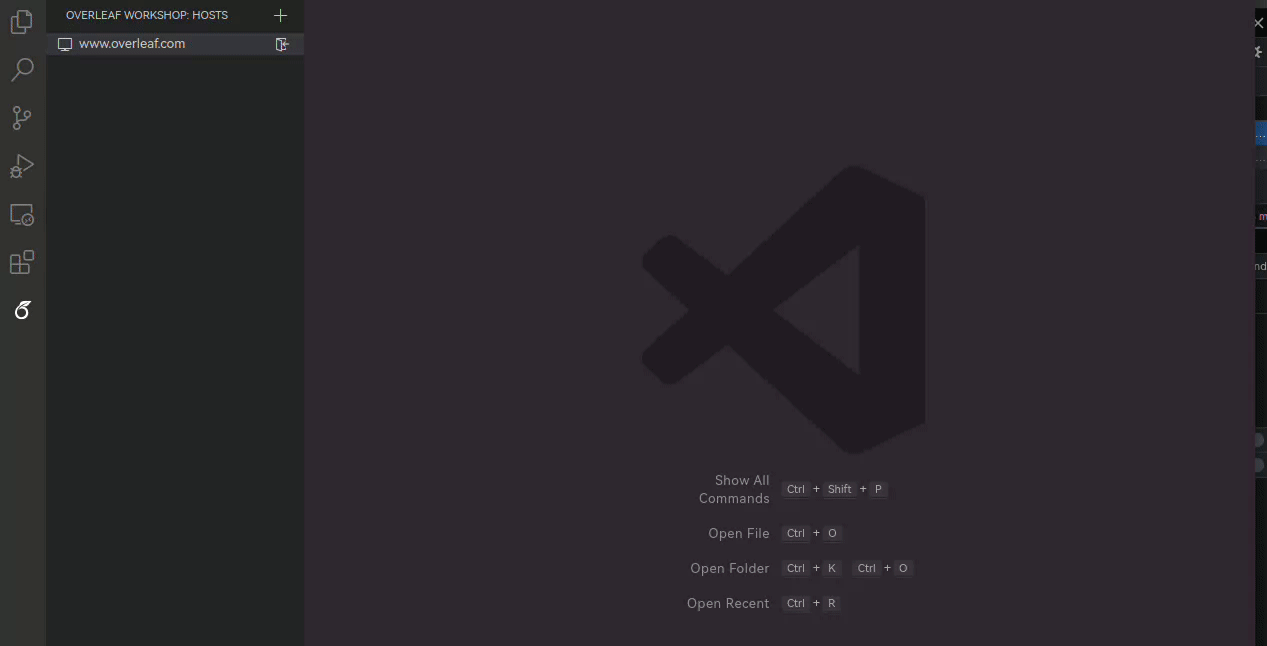 OVERLEAF WORKSHOP: HOSTS
www.overleaf.com
Show All Commands Ctrl + Shift + P
Open File Ctrl + O
Open Folder Ctrl + K Ctrl + O
Open Recent Ctrl + R